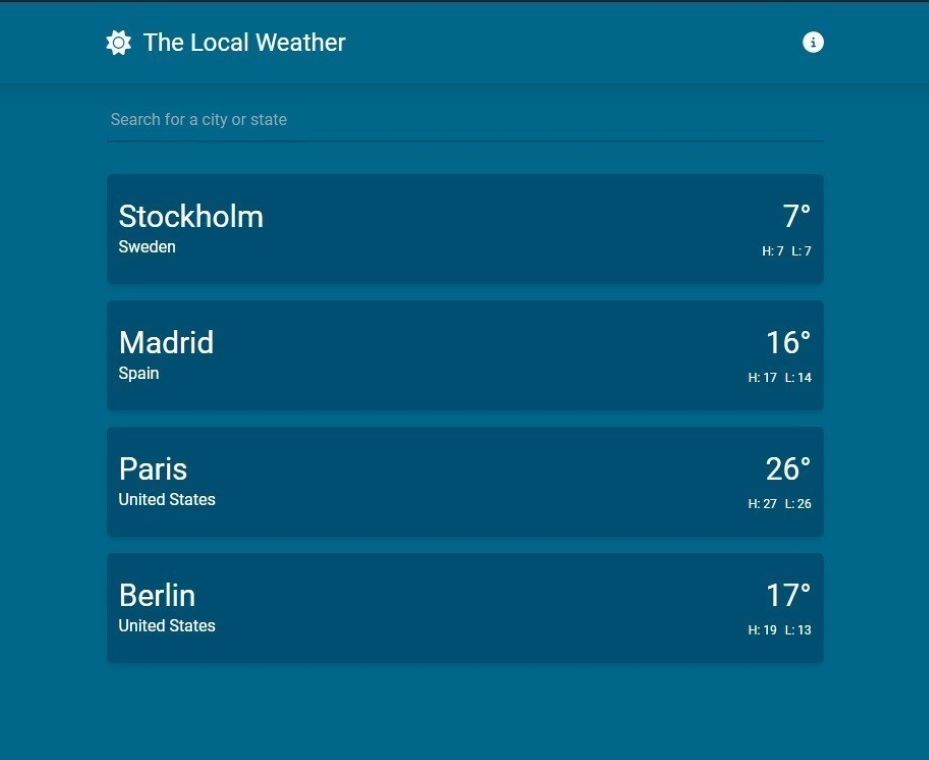 The Local Weather
Search for a city or state
Stockholm 7°
Sweden H: 7 L: 7
Madrid 16°
Spain H: 17 L: 14
Paris 26°
United States H: 27 L: 26
Berlin 17°
United States H: 19 L: 13